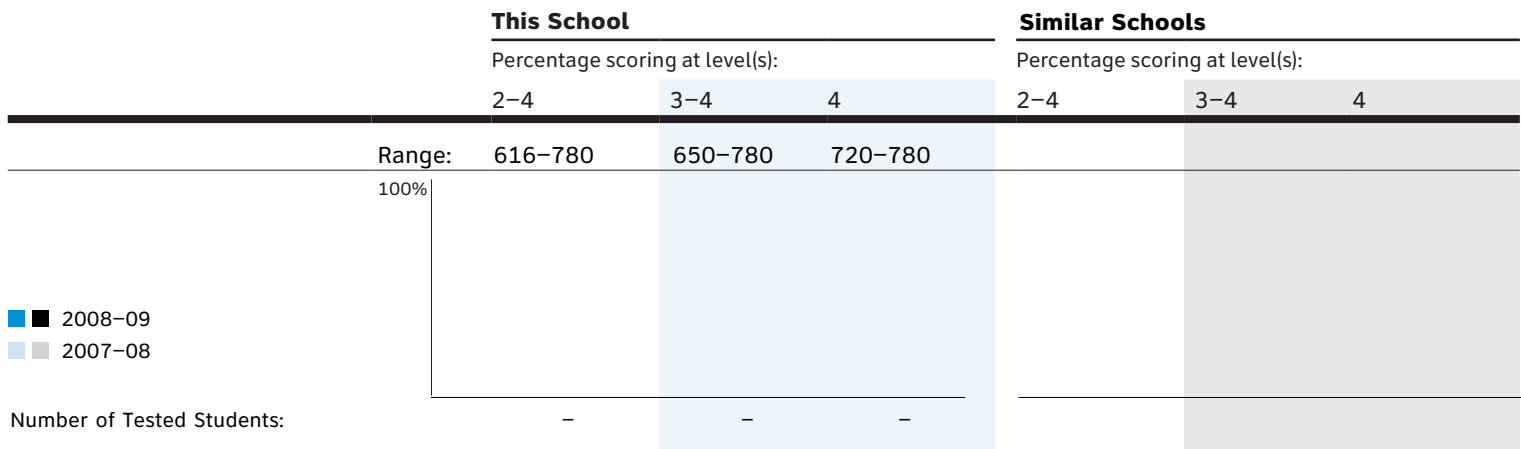 This School Similar Schools
Percentage scoring at level(s): Percentage scoring at level(s):
2–4 3–4 4 2–4 3–4 4
Range: 616–780 650–780 720–780
100%
2008–09
2007–08
Number of Tested Students: – – –